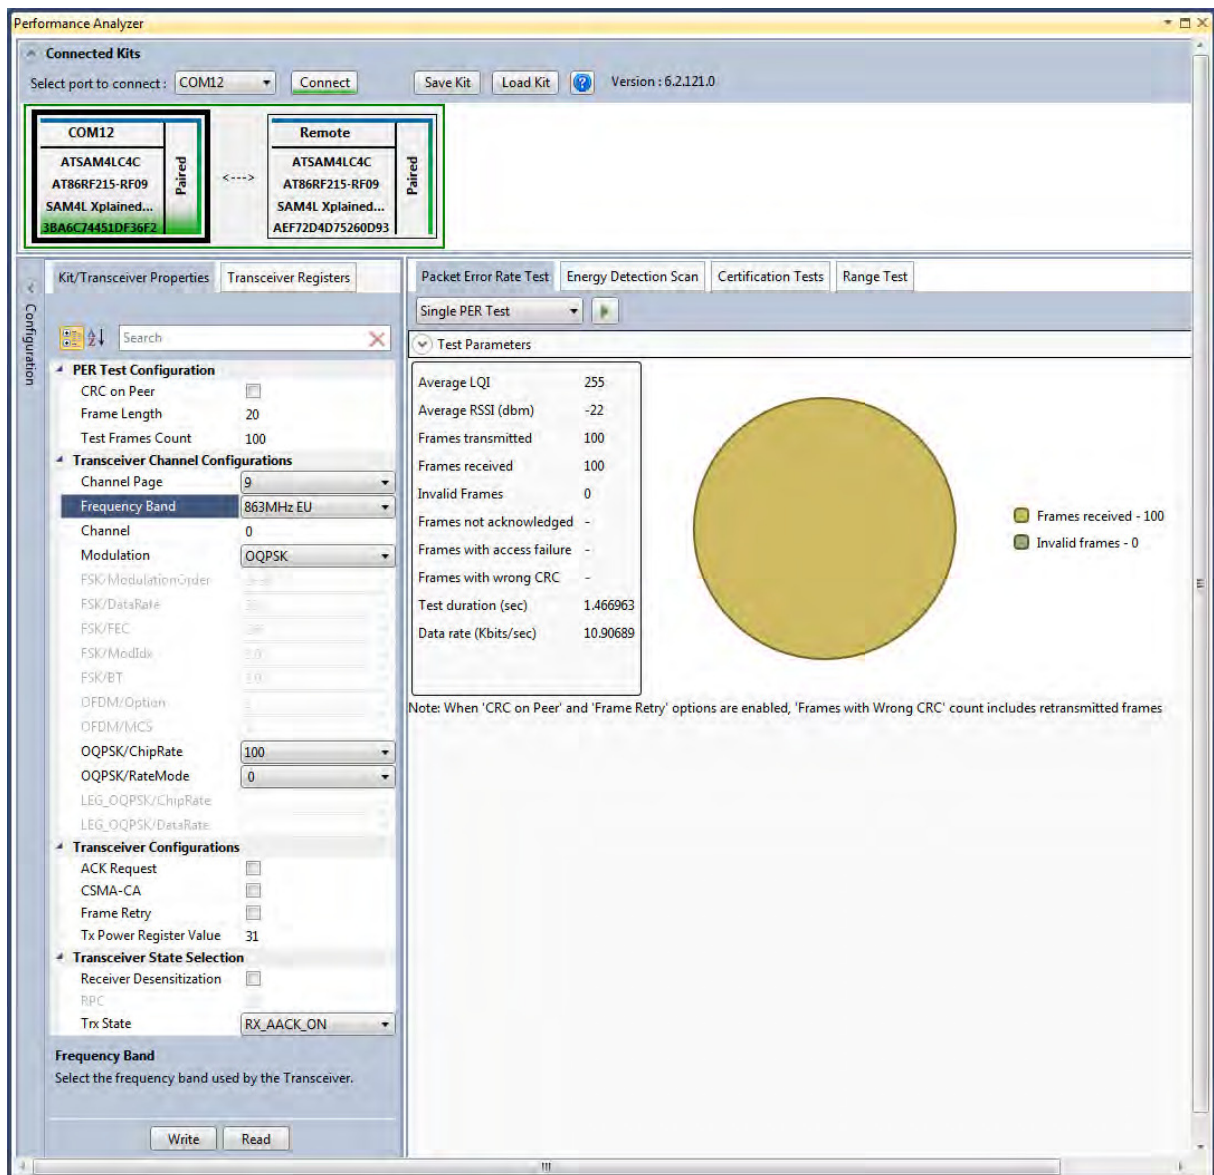 Performance Analyzer
Connected Kits
Select port to connect : COM12 Connect Save Kit Load Kit ? Version : 6.2.121.0
COM12
ATSAM4LC4C
AT86RF215-RF09
SAM4L Xplained...
3BA6C74451DF36F2
Paired
<--->
Remote
ATSAM4LC4C
AT86RF215-RF09
SAM4L Xplained...
AEF72D4D75260D93
Paired
Configuration
Kit/Transceiver Properties Transceiver Registers
Search
PER Test Configuration
CRC on Peer
Frame Length 20
Test Frames Count 100
Transceiver Channel Configurations
Channel Page 9
Frequency Band 863MHz EU
Channel 0
Modulation OQPSK
FSK/ModulationOrder
FSK/DataRate
FSK/FEC
FSK/ModIdx
FSK/BT
OFDM/Option
OFDM/MCS
OQPSK/ChipRate 100
OQPSK/RateMode 0
LEG_OQPSK/ChipRate
LEG_OQPSK/DataRate
Transceiver Configurations
ACK Request
CSMA-CA
Frame Retry
Tx Power Register Value 31
Transceiver State Selection
Receiver Desensitization
RPC
Trx State RX_AACK_ON
Frequency Band
Select the frequency band used by the Transceiver.
Write Read
Packet Error Rate Test Energy Detection Scan Certification Tests Range Test
Single PER Test
Test Parameters
Average LQI 255
Average RSSI (dbm) -22
Frames transmitted 100
Frames received 100
Invalid Frames 0
Frames not acknowledged -
Frames with access failure -
Frames with wrong CRC -
Test duration (sec) 1.466963
Data rate (Kbits/sec) 10.90689
Frames received - 100
Invalid frames - 0
Note: When 'CRC on Peer' and 'Frame Retry' options are enabled, 'Frames with Wrong CRC' count includes retransmitted frames